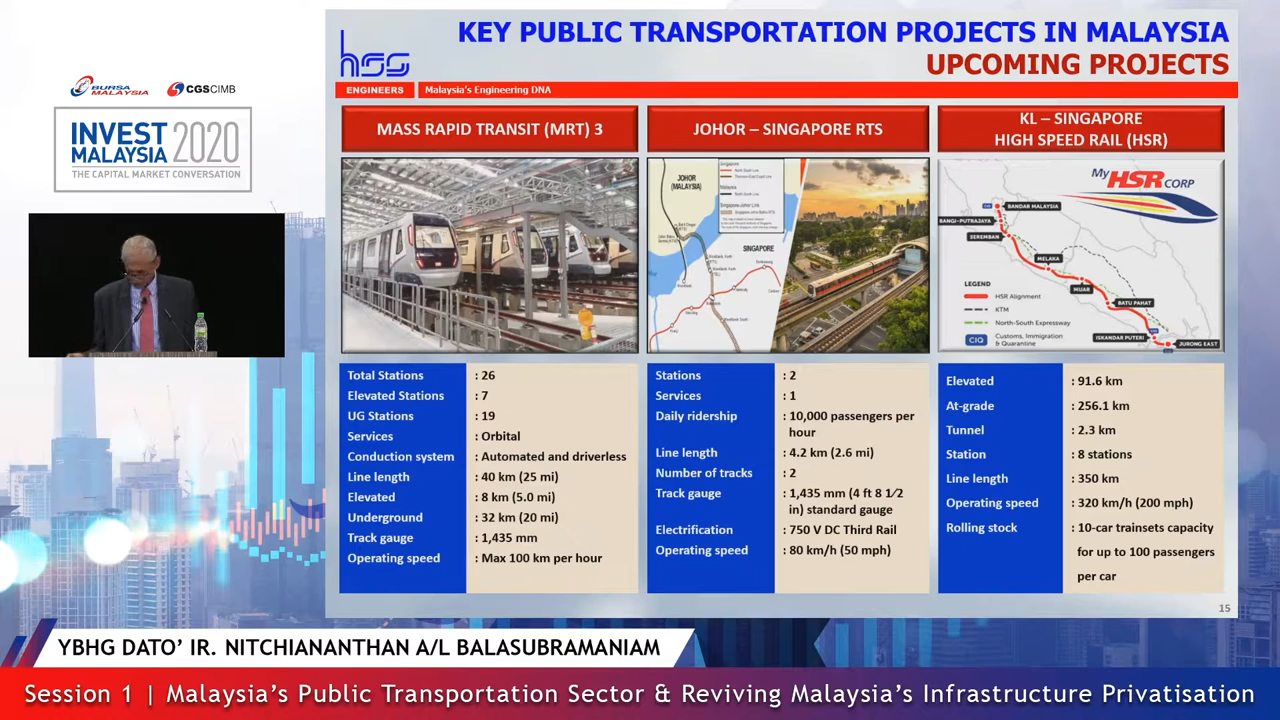 KEY PUBLIC TRANSPORTATION PROJECTS IN MALAYSIA
UPCOMING PROJECTS
hss
ENGINEERS
Malaysia's Engineering DNA
BURSA
MALAYSIA
CGS CIMB
INVEST
MALAYSIA 2020
THE CAPITAL MARKET CONVERSATION
MASS RAPID TRANSIT (MRT) 3
Total Stations : 26
Elevated Stations : 7
UG Stations : 19
Services : Orbital
Conduction system : Automated and driverless
Line length : 40 km (25 mi)
Elevated : 8 km (5.0 mi)
Underground : 32 km (20 mi)
Track gauge : 1,435 mm
Operating speed : Max 100 km per hour
JOHOR – SINGAPORE RTS
JOHOR
(MALAYSIA)
SINGAPORE
Stations : 2
Services : 1
Daily ridership : 10,000 passengers per
hour
Line length : 4.2 km (2.6 mi)
Number of tracks : 2
Track gauge : 1,435 mm (4 ft 8 1⁄2
in) standard gauge
Electrification : 750 V DC Third Rail
Operating speed : 80 km/h (50 mph)
KL – SINGAPORE
HIGH SPEED RAIL (HSR)
My HSR CORP
CIQ
BANDAR MALAYSIA
BANGI-PUTRAJAYA
SEREMBAN
MELAKA
MUAR
BATU PAHAT
ISKANDAR PUTERI
JURONG EAST
LEGEND
HSR Alignment
KTM
North-South Expressway
CIQ Customs, Immigration
& Quarantine
Elevated : 91.6 km
At-grade : 256.1 km
Tunnel : 2.3 km
Station : 8 stations
Line length : 350 km
Operating speed : 320 km/h (200 mph)
Rolling stock : 10-car trainsets capacity
for up to 100 passengers
per car
15
YBHG DATO' IR. NITCHIANANTHAN A/L BALASUBRAMANIAM
Session 1 | Malaysia's Public Transportation Sector & Reviving Malaysia's Infrastructure Privatisation